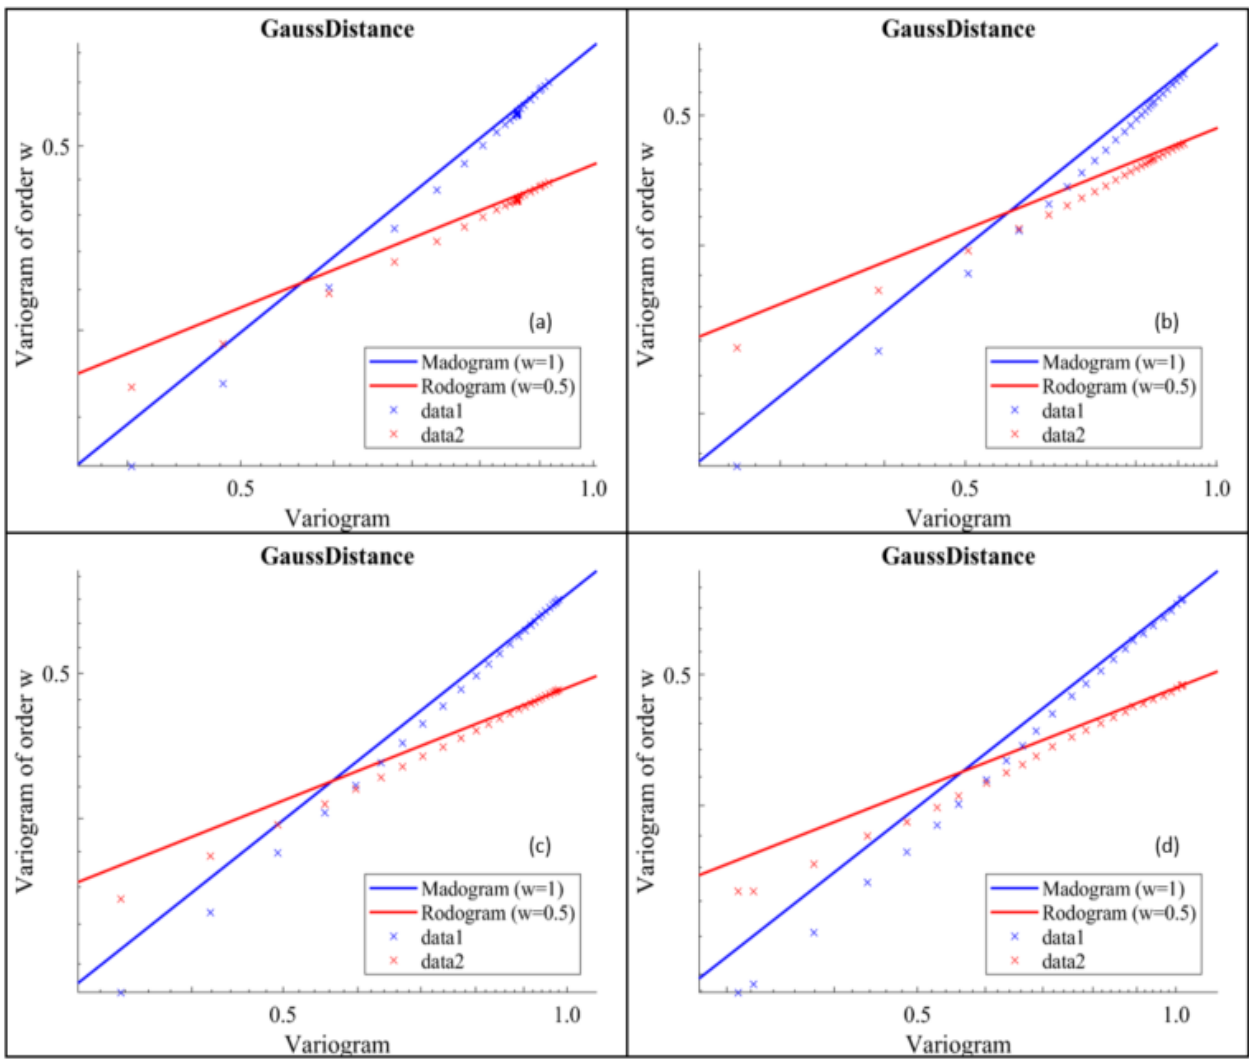 GaussDistance
Variogram of order w
0.5
(a)
Madogram (w=1)
Rodogram (w=0.5)
data1
data2
0.5
1.0
Variogram
GaussDistance
Variogram of order w
0.5
(b)
Madogram (w=1)
Rodogram (w=0.5)
data1
data2
0.5
1.0
Variogram
GaussDistance
Variogram of order w
0.5
(c)
Madogram (w=1)
Rodogram (w=0.5)
data1
data2
0.5
1.0
Variogram
GaussDistance
Variogram of order w
0.5
(d)
Madogram (w=1)
Rodogram (w=0.5)
data1
data2
0.5
1.0
Variogram